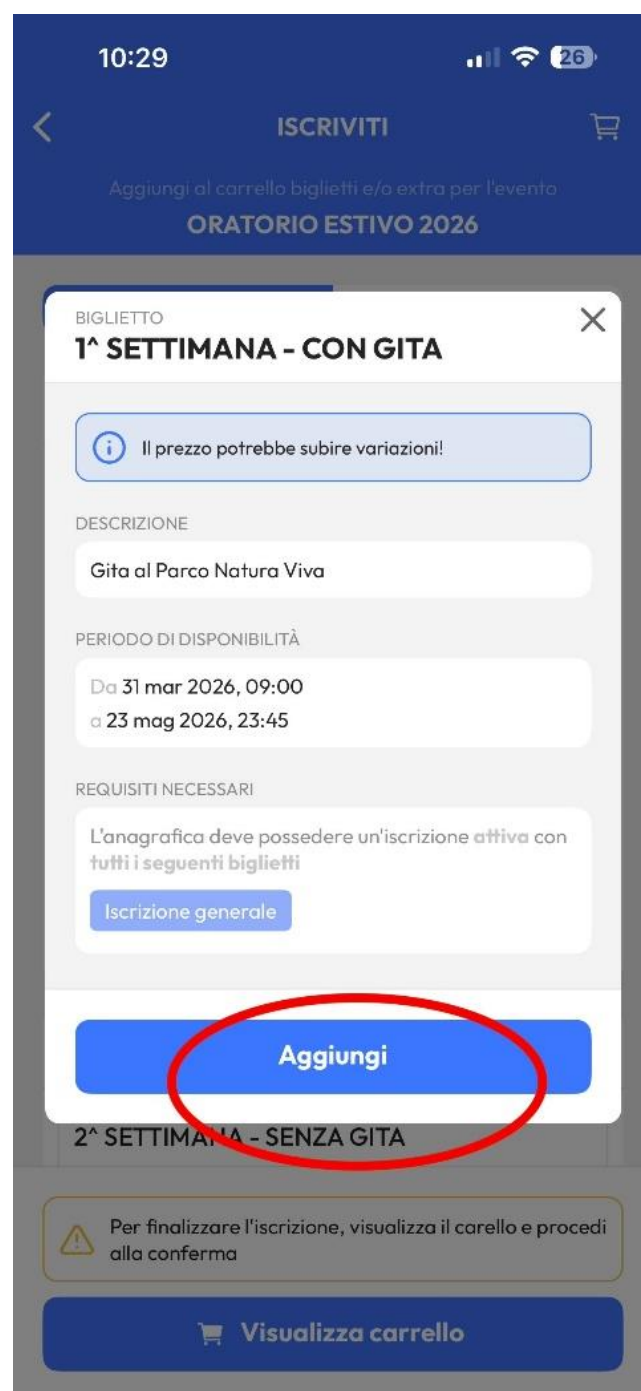 10:29
26
ISCRIVITI
Aggiungi al carrello biglietti e/o extra per l'evento
ORATORIO ESTIVO 2026
BIGLIETTO
1^ SETTIMANA - CON GITA
Il prezzo potrebbe subire variazioni!
DESCRIZIONE
Gita al Parco Natura Viva
PERIODO DI DISPONIBILITÀ
Da 31 mar 2026, 09:00
a 23 mag 2026, 23:45
REQUISITI NECESSARI
L'anagrafica deve possedere un'iscrizione attiva con
tutti i seguenti biglietti
Iscrizione generale
Aggiungi
2^ SETTIMANA - SENZA GITA
Per finalizzare l'iscrizione, visualizza il carello e procedi
alla conferma
Visualizza carrello